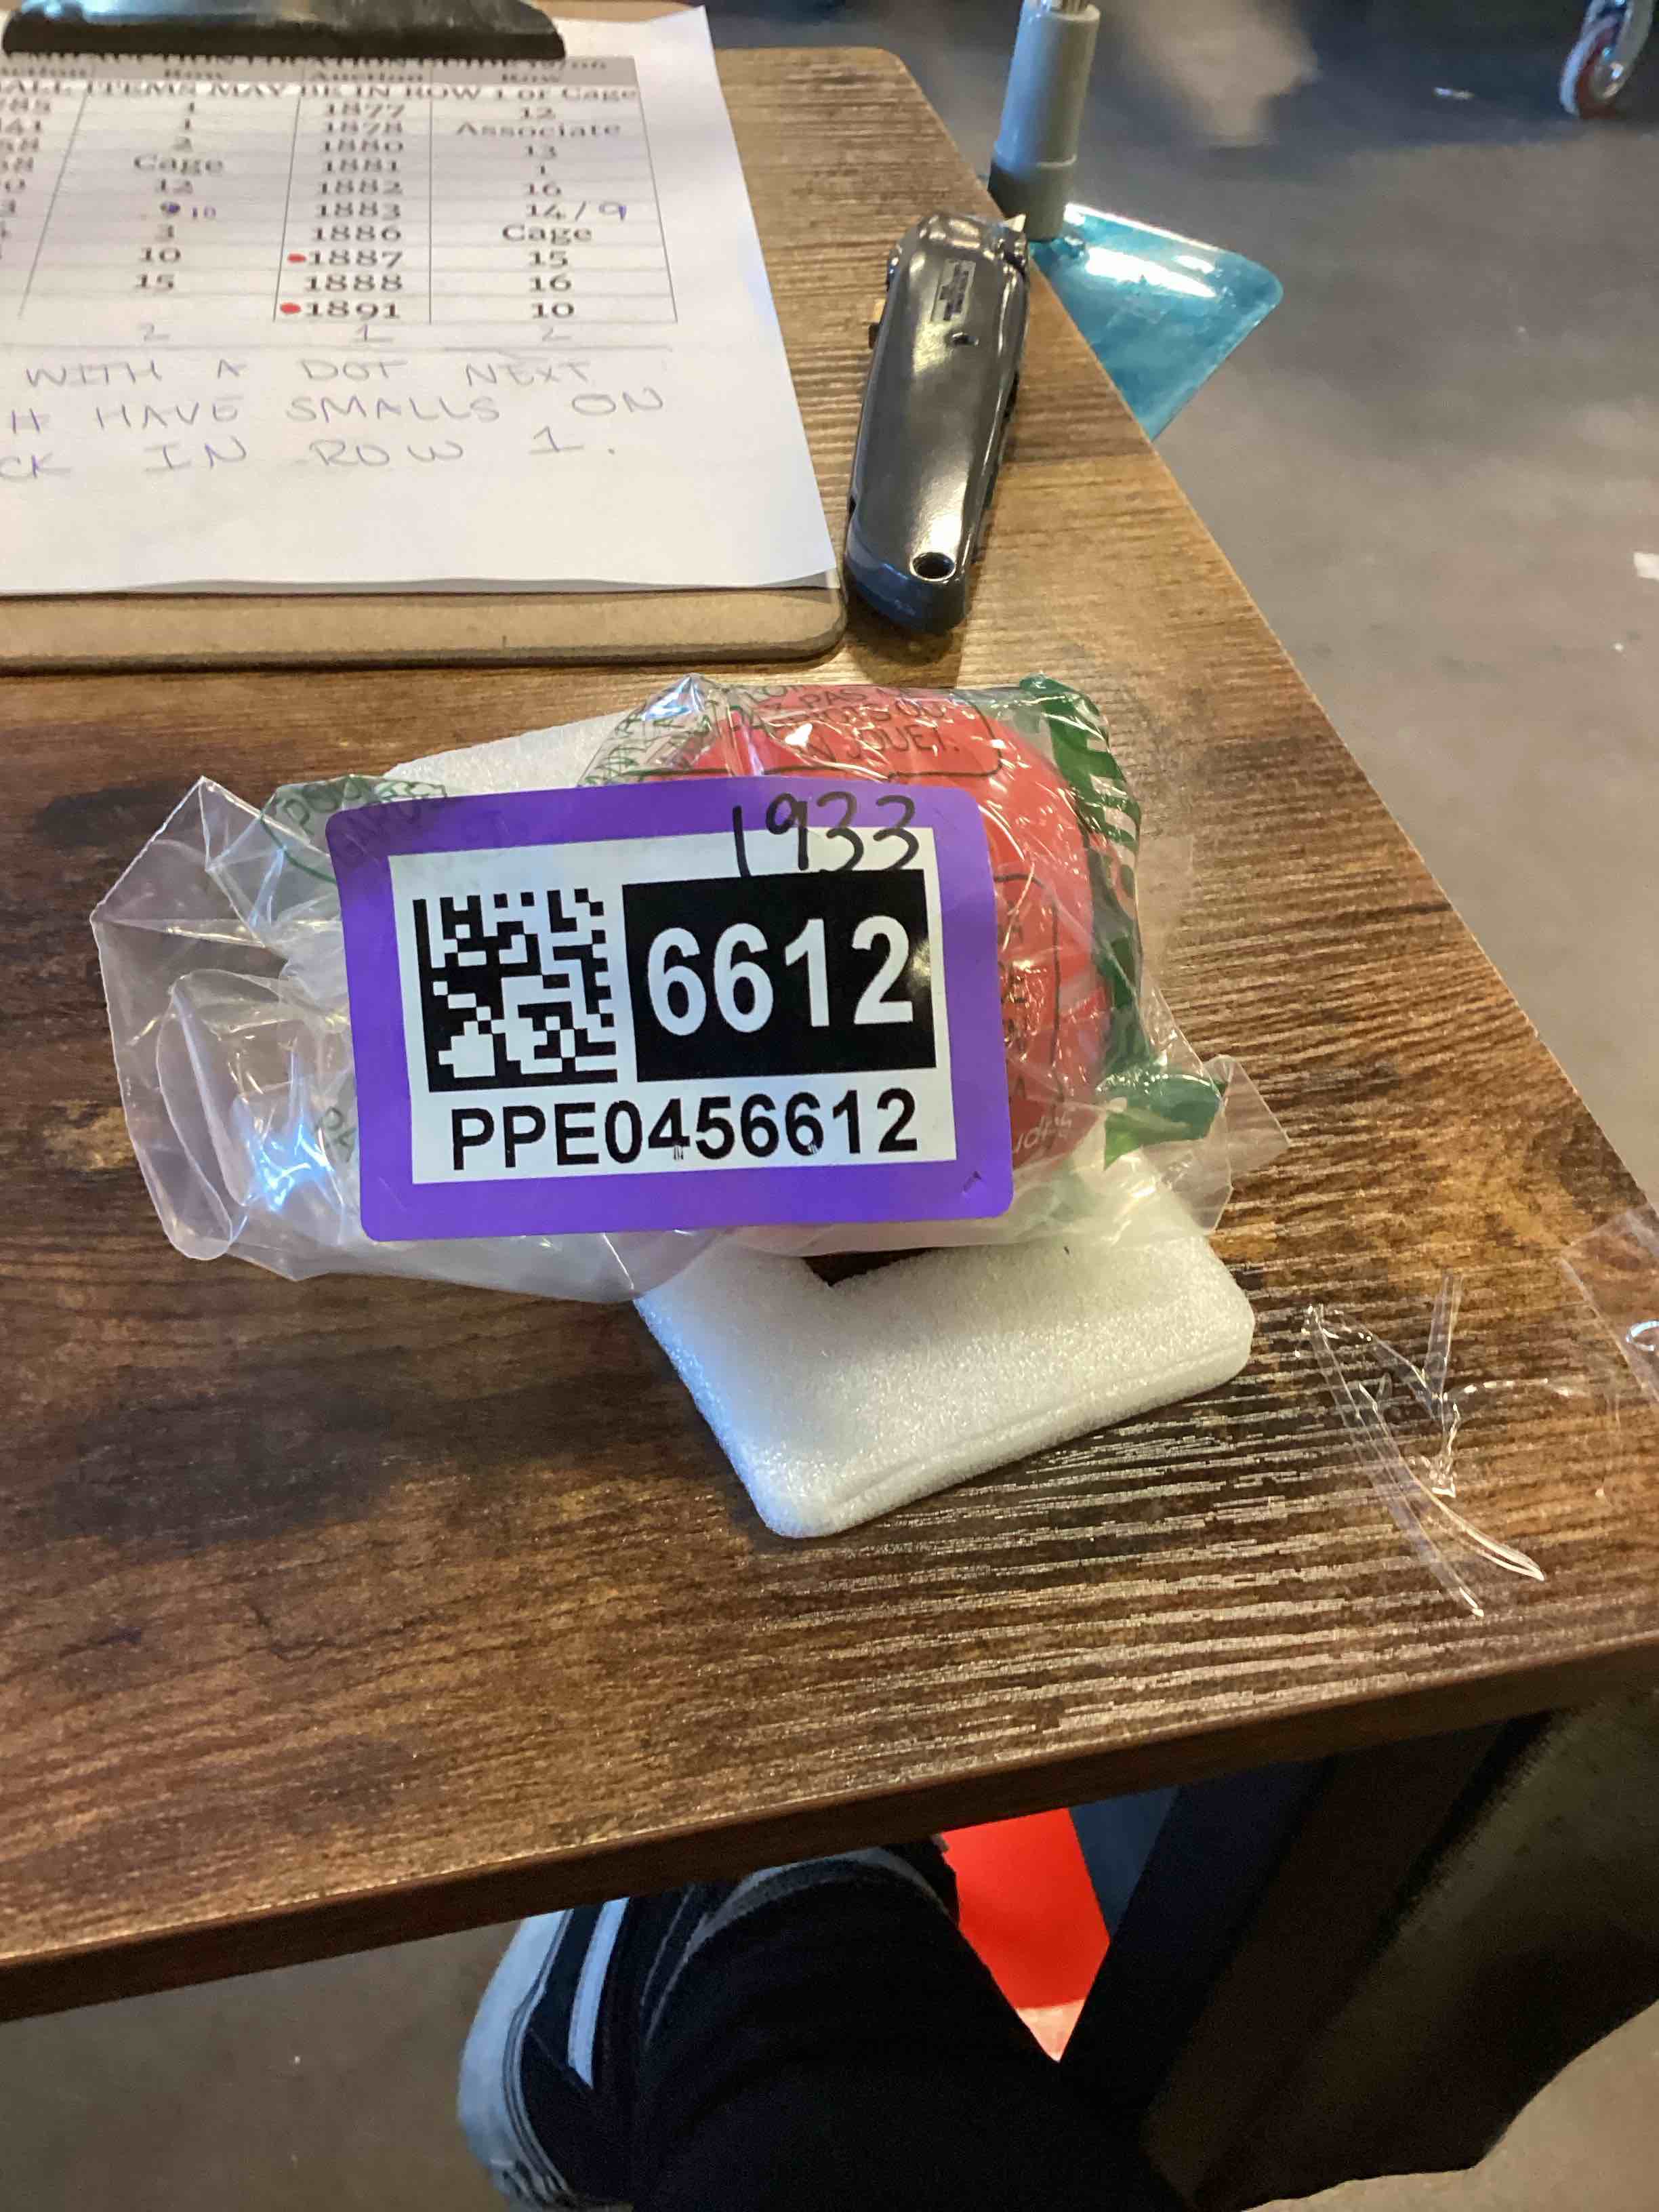 Auction Row
ALL ITEMS MAY BE IN ROW 1 or Cage
1 1877 12
1 1878 Associate
2 1880 13
Cage 1881 1
12 1882 16
10 1883 14/9
3 1886 Cage
10 1887 15
15 1888 16
1891 10
2 1 2
WITH A DOT NEXT
HAVE SMALLS ON
IN ROW 1.
PAS
JOUET.
1933
6612
PPE0456612